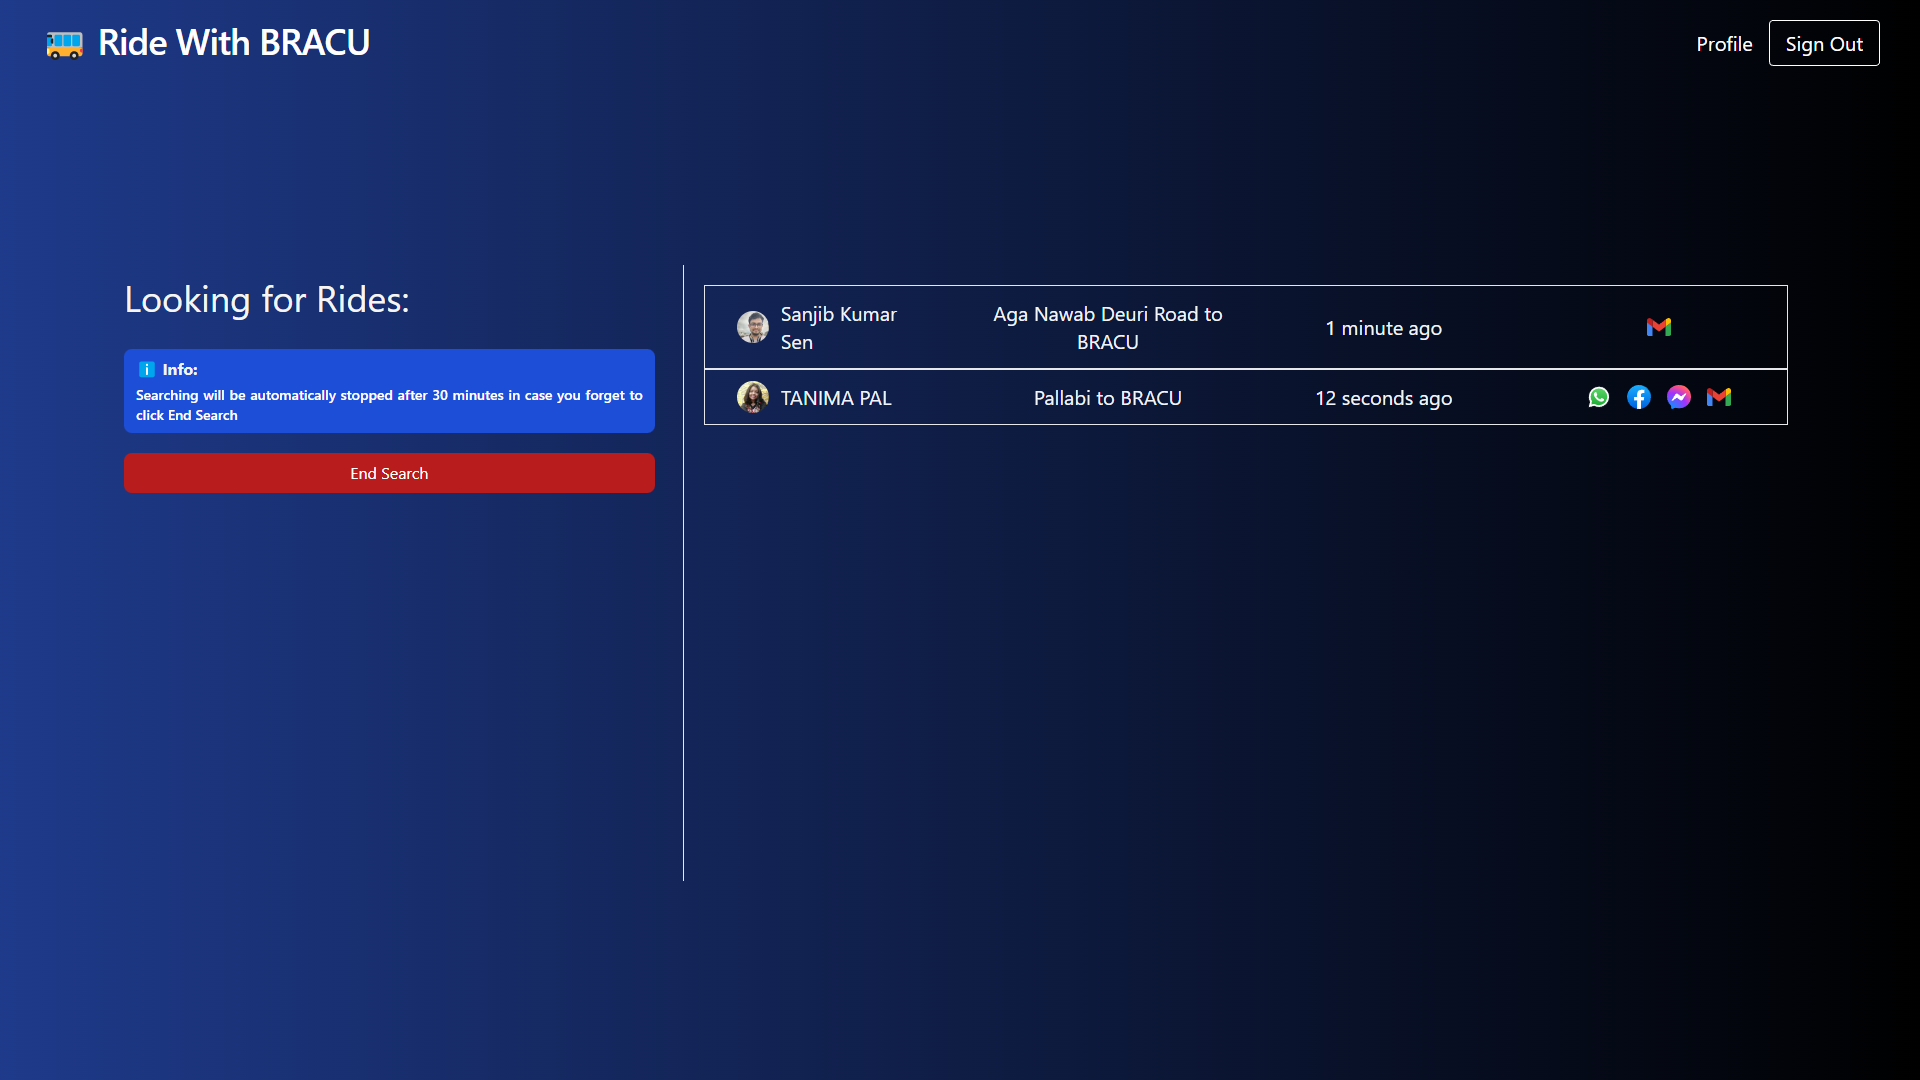 Ride With BRACU
Profile
Sign Out
Looking for Rides:
Info:
Searching will be automatically stopped after 30 minutes in case you forget to
click End Search
End Search
Sanjib Kumar
Sen
Aga Nawab Deuri Road to
BRACU
1 minute ago
TANIMA PAL
Pallabi to BRACU
12 seconds ago